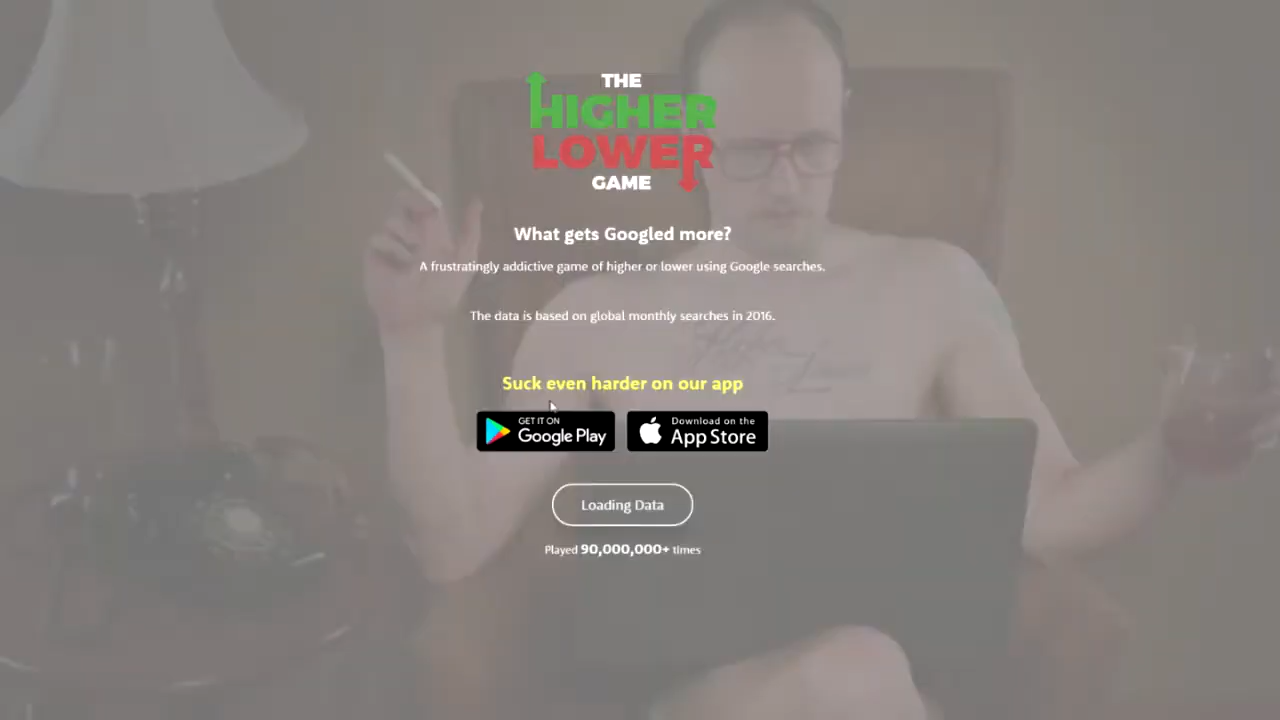 THE
HIGHER
LOWER
GAME
What gets Googled more?
A frustratingly addictive game of higher or lower using Google searches.
The data is based on global monthly searches in 2016.
Suck even harder on our app
GET IT ON
Google Play
Download on the
App Store
Loading Data
Played 90,000,000+ times